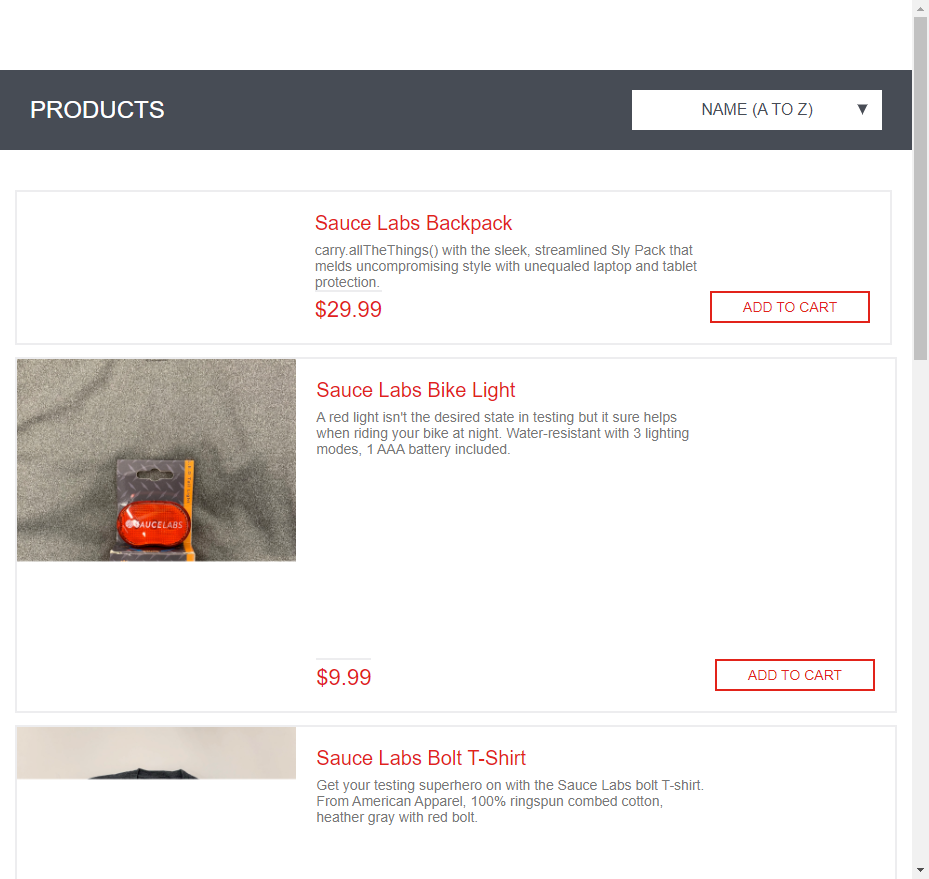 PRODUCTS
NAME (A TO Z)
Sauce Labs Backpack
carry.allTheThings() with the sleek, streamlined Sly Pack that
melds uncompromising style with unequaled laptop and tablet
protection.
$29.99
ADD TO CART
Sauce Labs Bike Light
A red light isn't the desired state in testing but it sure helps
when riding your bike at night. Water-resistant with 3 lighting
modes, 1 AAA battery included.
SAUCELABS
$9.99
ADD TO CART
Sauce Labs Bolt T-Shirt
Get your testing superhero on with the Sauce Labs bolt T-shirt.
From American Apparel, 100% ringspun combed cotton,
heather gray with red bolt.